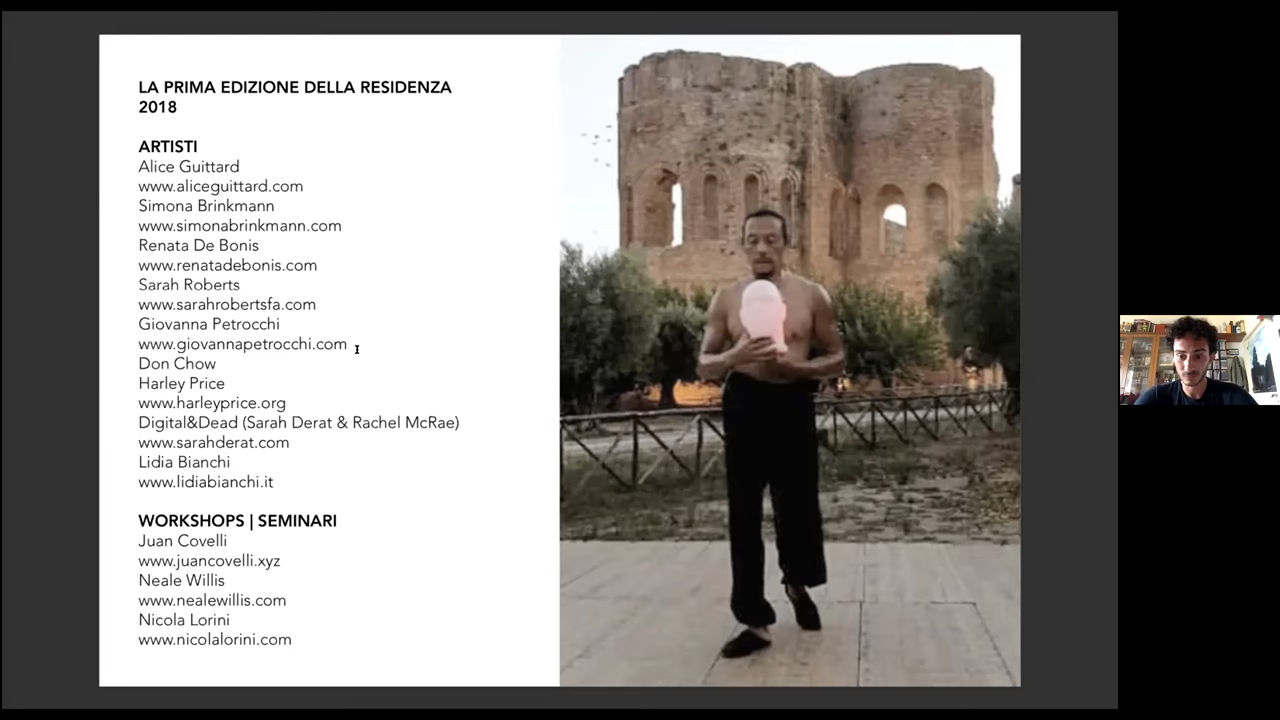 LA PRIMA EDIZIONE DELLA RESIDENZA
2018
ARTISTI
Alice Guittard
www.aliceguittard.com
Simona Brinkmann
www.simonabrinkmann.com
Renata De Bonis
www.renatadebonis.com
Sarah Roberts
www.sarahrobertsfa.com
Giovanna Petrocchi
www.giovannapetrocchi.com
Don Chow
Harley Price
www.harleyprice.org
Digital&Dead (Sarah Derat & Rachel McRae)
www.sarahderat.com
Lidia Bianchi
www.lidiabianchi.it
WORKSHOPS | SEMINARI
Juan Covelli
www.juancovelli.xyz
Neale Willis
www.nealewillis.com
Nicola Lorini
www.nicolalorini.com